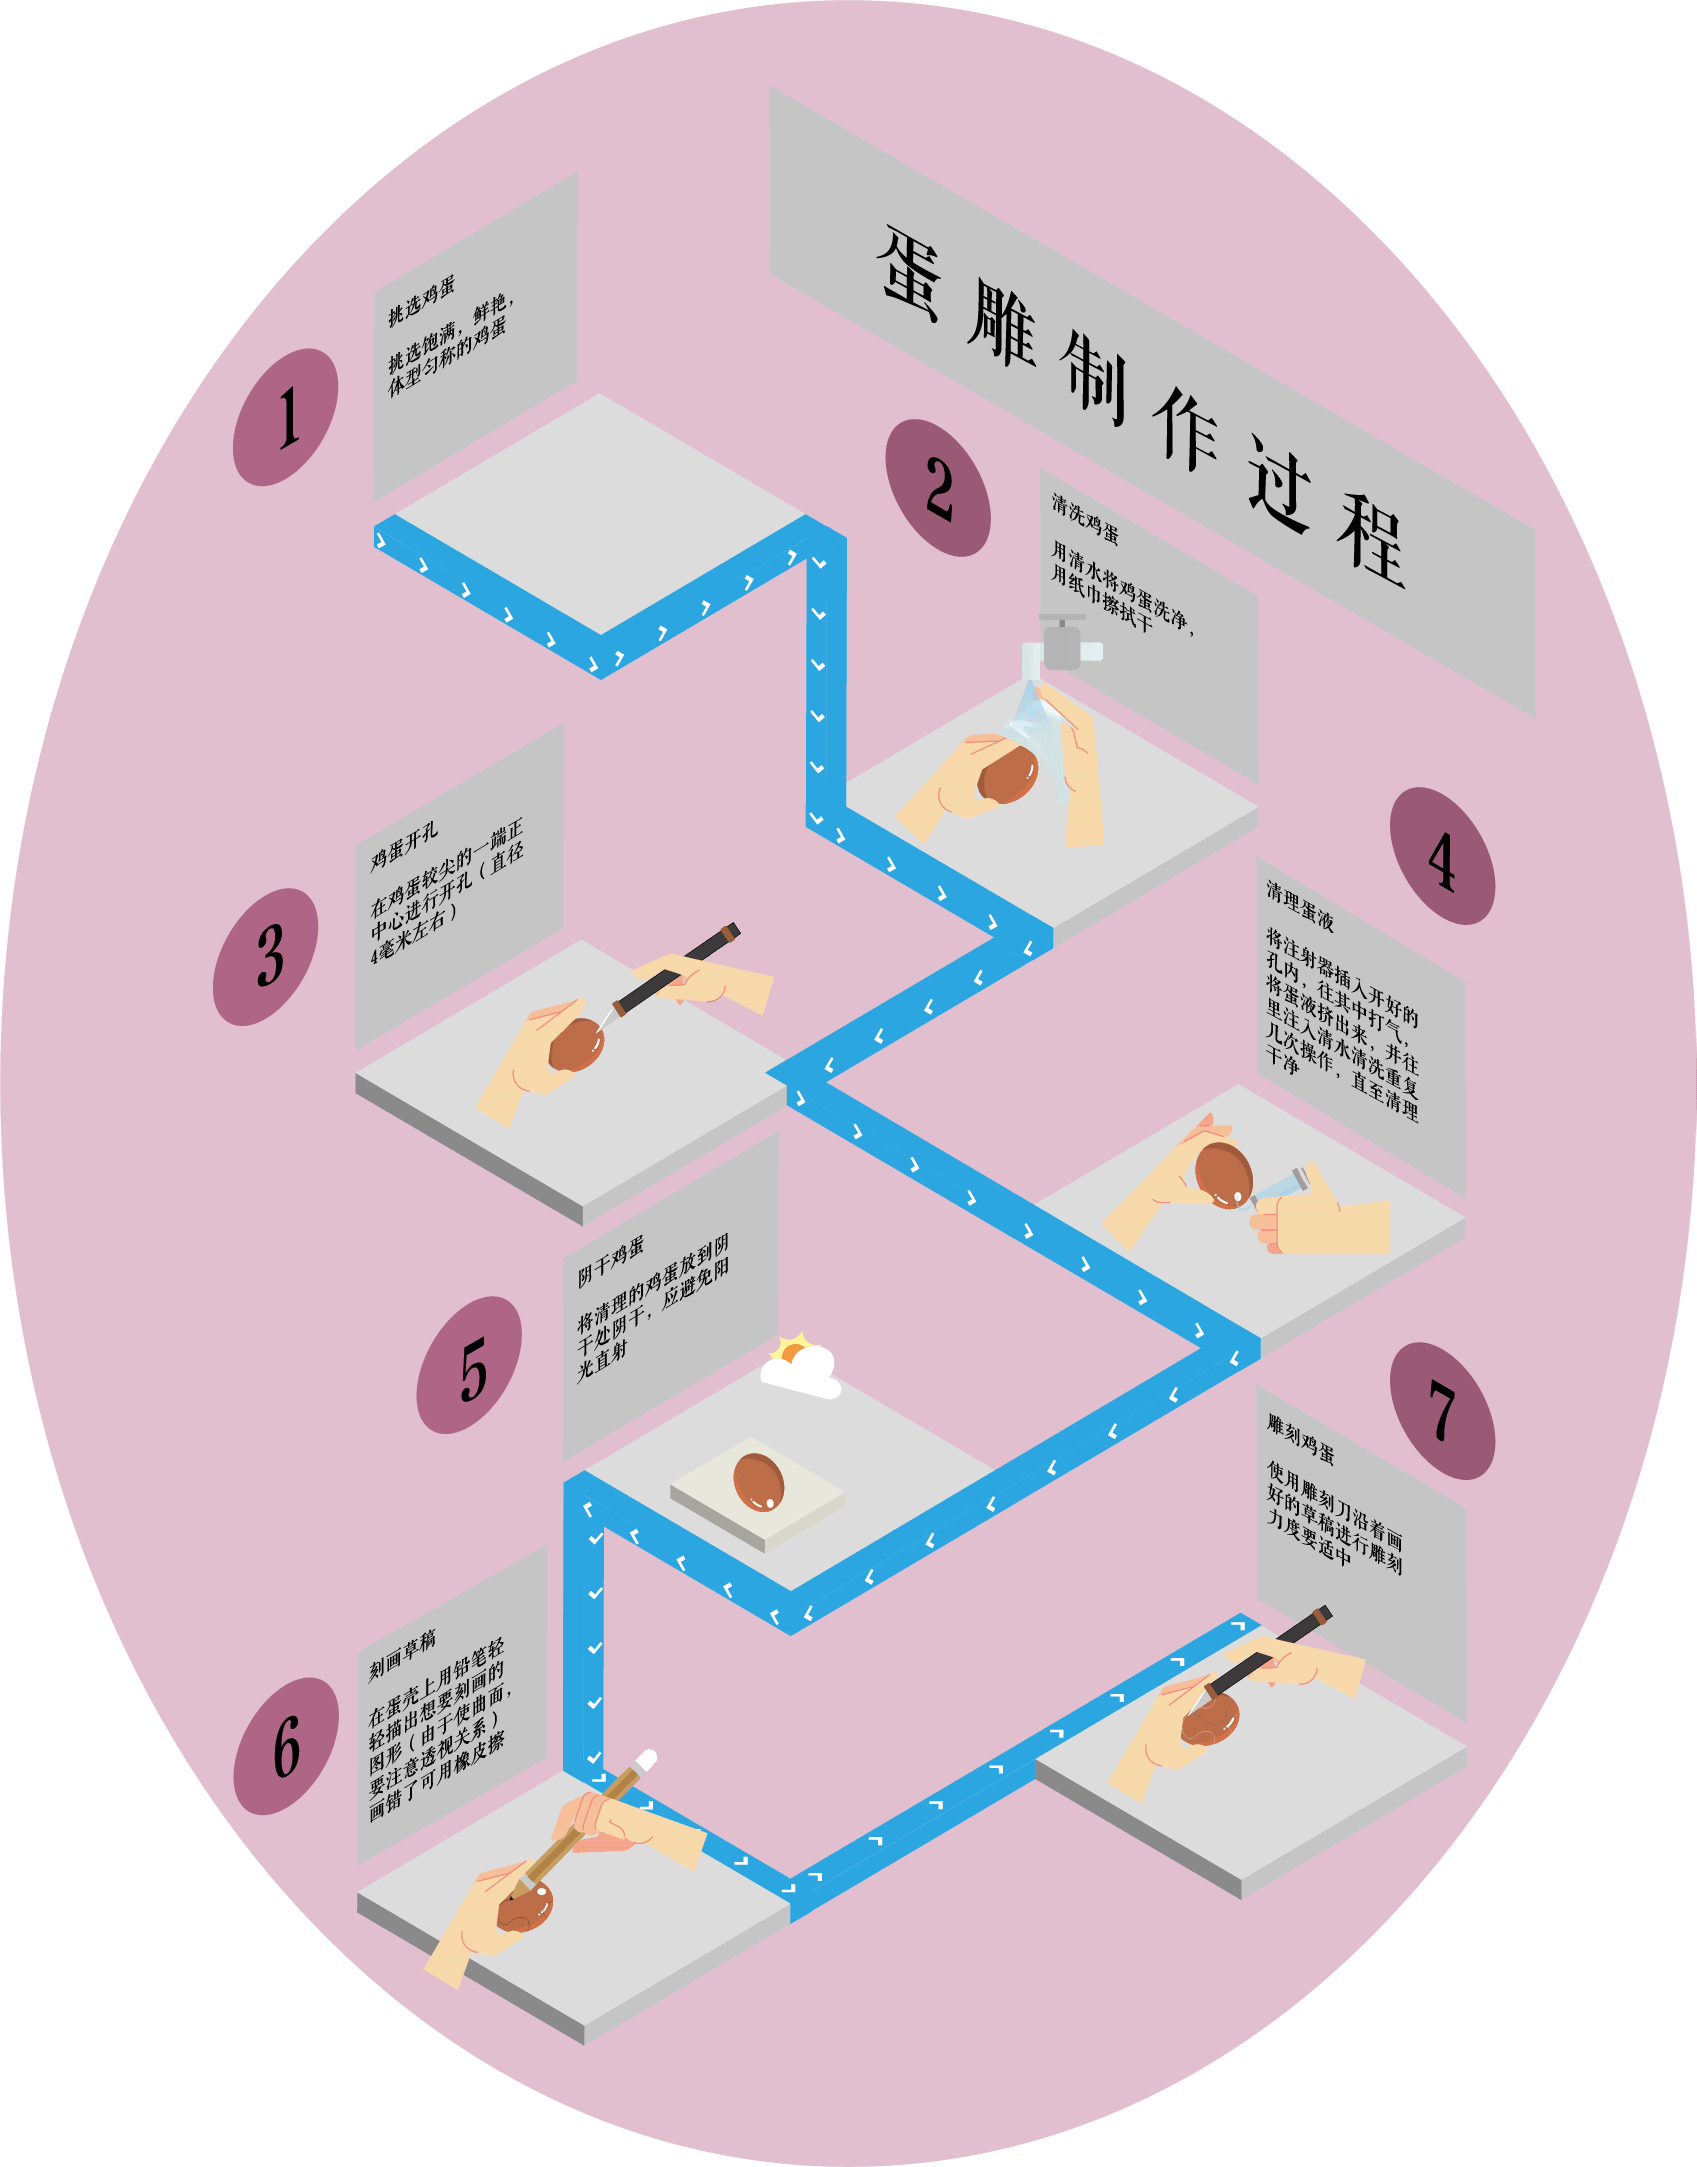 蛋雕制作过程
1
挑选鸡蛋
挑选饱满，鲜艳，
体型匀称的鸡蛋
2
清洗鸡蛋
用清水将鸡蛋洗净，
用纸巾擦拭干
3
鸡蛋开孔
在鸡蛋较尖的一端正
中心进行开孔（直径
4毫米左右）
4
清理蛋液
将注射器插入开好的
孔内，往其中打气，
将蛋液挤出来，并往
里注入清水清洗重复
几次操作，直至清理
干净
5
阴干鸡蛋
将清理的鸡蛋放到阴
干处阴干，应避免阳
光直射
6
刻画草稿
在蛋壳上用铅笔轻
轻描出想要刻画的
图形（由于使曲面，
要注意透视关系）
画错了可用橡皮擦
7
雕刻鸡蛋
使用雕刻刀沿着画
好的草稿进行雕刻
力度要适中